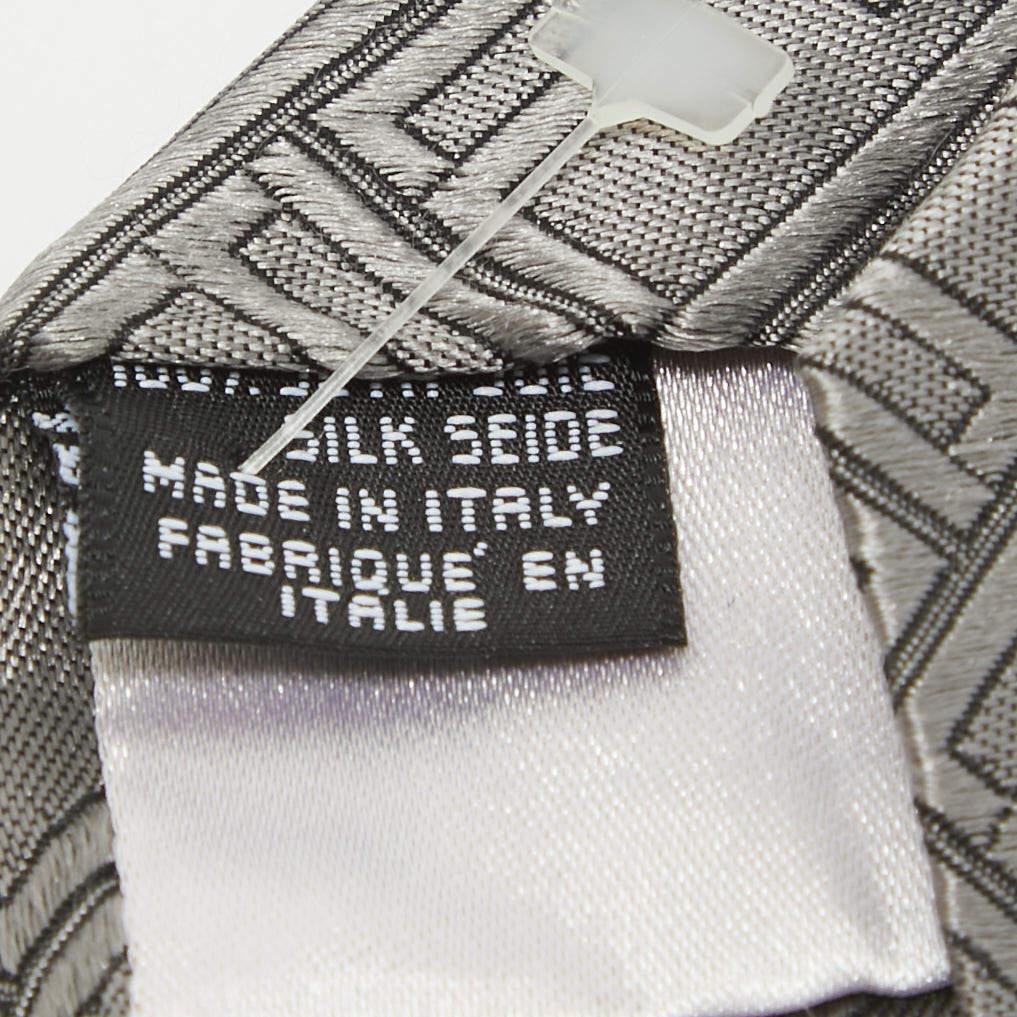 SILK SEIDE
MADE IN ITALY
FABRIQUE' EN
ITALIE